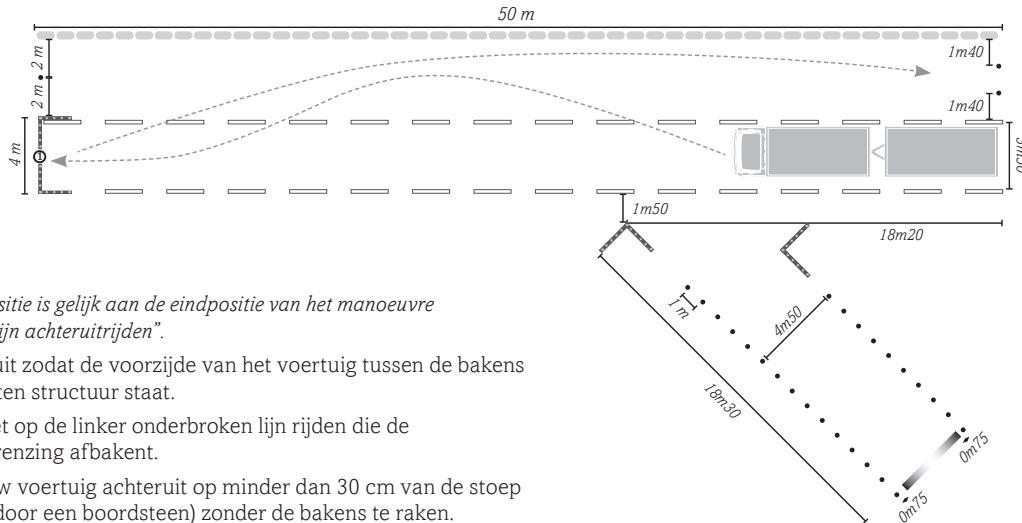 50 m
2 m
2 m
4 m
1
1m40
1m40
3m50
1m50
18m20
sitie is gelijk aan de eindpositie van het manoeuvre
ijn achteruitrijden”.
uit zodat de voorzijde van het voertuig tussen de bakens
ten structuur staat.
et op de linker onderbroken lijn rijden die de
renzing afbakent.
w voertuig achteruit op minder dan 30 cm van de stoep
door een boordsteen) zonder de bakens te raken.
1 m
4m50
18m30
0m75
0m75